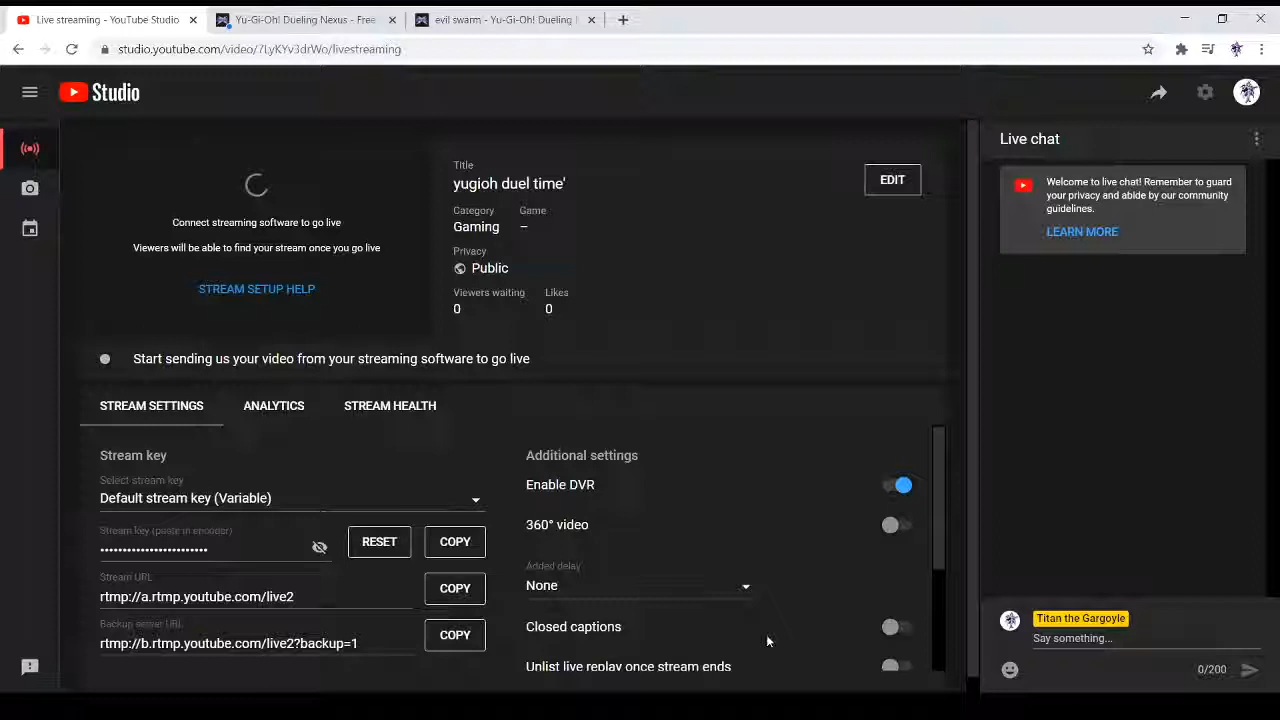 Live streaming - YouTube Studio
Yu-Gi-Oh! Dueling Nexus - Free
evil swarm - Yu-Gi-Oh! Dueling
studio.youtube.com/video/7LyKYv3drWo/livestreaming
Studio
Connect streaming software to go live
Viewers will be able to find your stream once you go live
STREAM SETUP HELP
Title
yugioh duel time'
EDIT
Category
Game
Gaming
–
Privacy
Public
Viewers waiting
Likes
0
0
Start sending us your video from your streaming software to go live
STREAM SETTINGS
ANALYTICS
STREAM HEALTH
Stream key
Select stream key
Default stream key (Variable)
Stream key (paste in encoder)
••••••••••••••••••••••••
RESET
COPY
Stream URL
rtmp://a.rtmp.youtube.com/live2
COPY
Backup server URL
rtmp://b.rtmp.youtube.com/live2?backup=1
COPY
Additional settings
Enable DVR
360° video
Added delay
None
Closed captions
Unlist live replay once stream ends
Live chat
Welcome to live chat! Remember to guard
your privacy and abide by our community
guidelines.
LEARN MORE
Titan the Gargoyle
Say something...
0/200